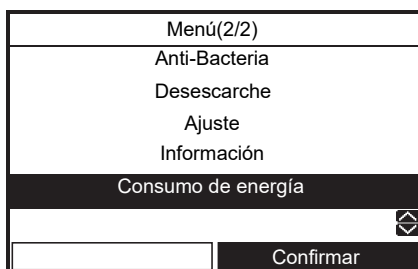 Menú(2/2)
Anti-Bacteria
Desescarche
Ajuste
Información
Consumo de energía
Confirmar